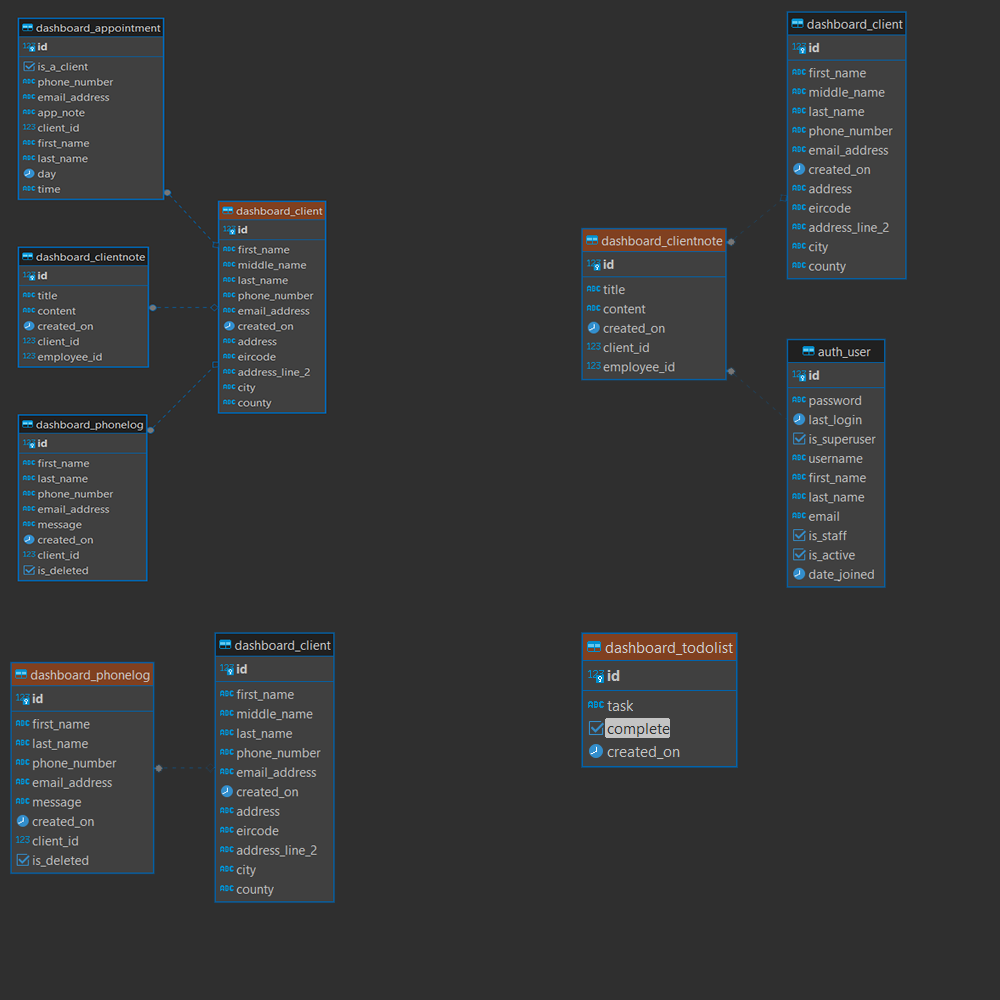 dashboard_appointment
id
is_a_client
phone_number
email_address
app_note
client_id
first_name
last_name
day
time
dashboard_clientnote
id
title
content
created_on
client_id
employee_id
dashboard_phonelog
id
first_name
last_name
phone_number
email_address
message
created_on
client_id
is_deleted
dashboard_client
id
first_name
middle_name
last_name
phone_number
email_address
created_on
address
eircode
address_line_2
city
county
dashboard_clientnote
id
title
content
created_on
client_id
employee_id
dashboard_client
id
first_name
middle_name
last_name
phone_number
email_address
created_on
address
eircode
address_line_2
city
county
auth_user
id
password
last_login
is_superuser
username
first_name
last_name
email
is_staff
is_active
date_joined
dashboard_phonelog
id
first_name
last_name
phone_number
email_address
message
created_on
client_id
is_deleted
dashboard_client
id
first_name
middle_name
last_name
phone_number
email_address
created_on
address
eircode
address_line_2
city
county
dashboard_todolist
id
task
complete
created_on